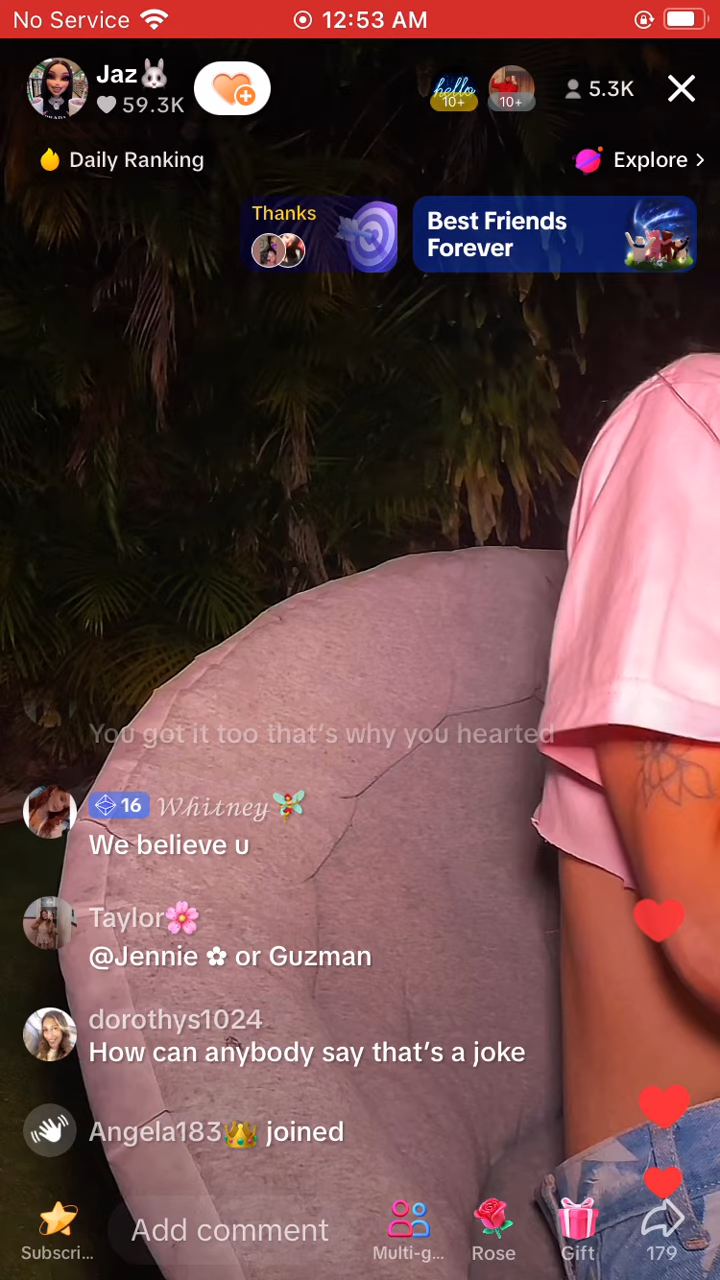 No Service
12:53 AM
Jaz🐰
59.3K
hello
10+
10+
5.3K
Daily Ranking
Explore
Thanks
Best Friends
Forever
You got it too that's why you hearted
16 𝒲𝒽𝒾𝓉𝓃𝑒𝓎🧚
We believe u
Taylor🌸
@Jennie ✿ or Guzman
dorothys1024
How can anybody say that's a joke
Angela183👑 joined
Add comment
Subscri...
Multi-g...
Rose
Gift
179